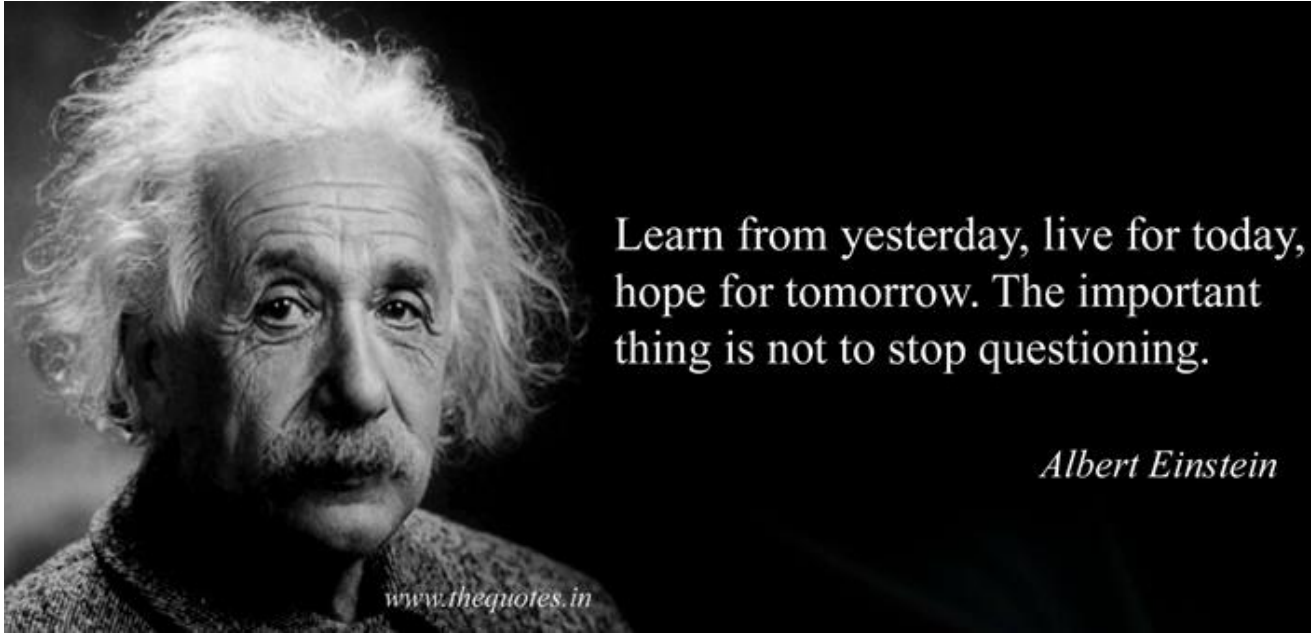 Learn from yesterday, live for today,
hope for tomorrow. The important
thing is not to stop questioning.
Albert Einstein
www.thequotes.in